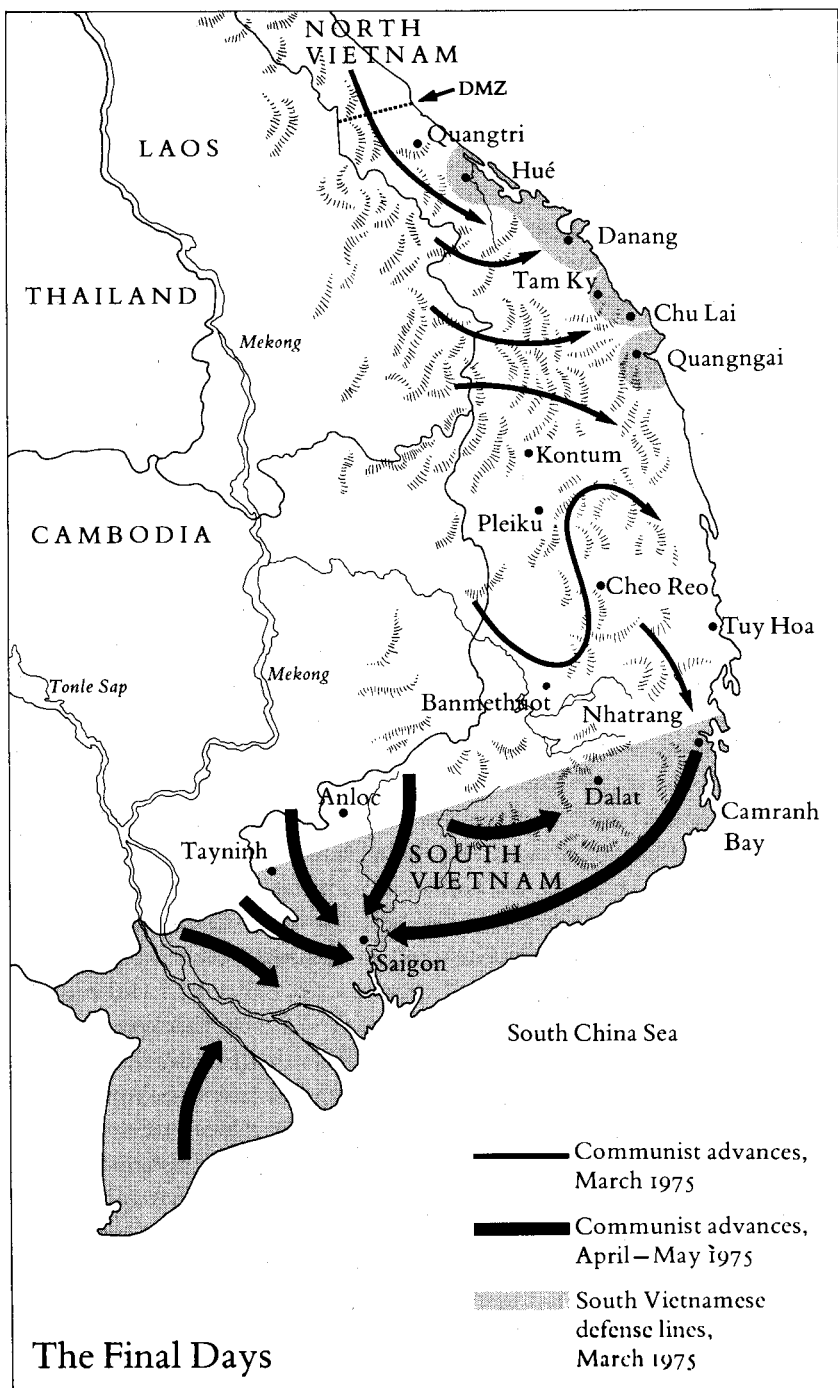 NORTH
VIETNAM
DMZ
Quangtri
LAOS
Hué
Danang
Tam Ky
THAILAND
Chu Lai
Mekong
Quangngai
Kontum
Pleiku
CAMBODIA
Cheo Reo
Tuy Hoa
Mekong
Tonle Sap
Banmethuot
Nhatrang
Anloc
Dalat
Camranh
Bay
Tayninh
SOUTH
VIETNAM
Saigon
South China Sea
Communist advances,
March 1975
Communist advances,
April–May 1975
South Vietnamese
defense lines,
March 1975
The Final Days